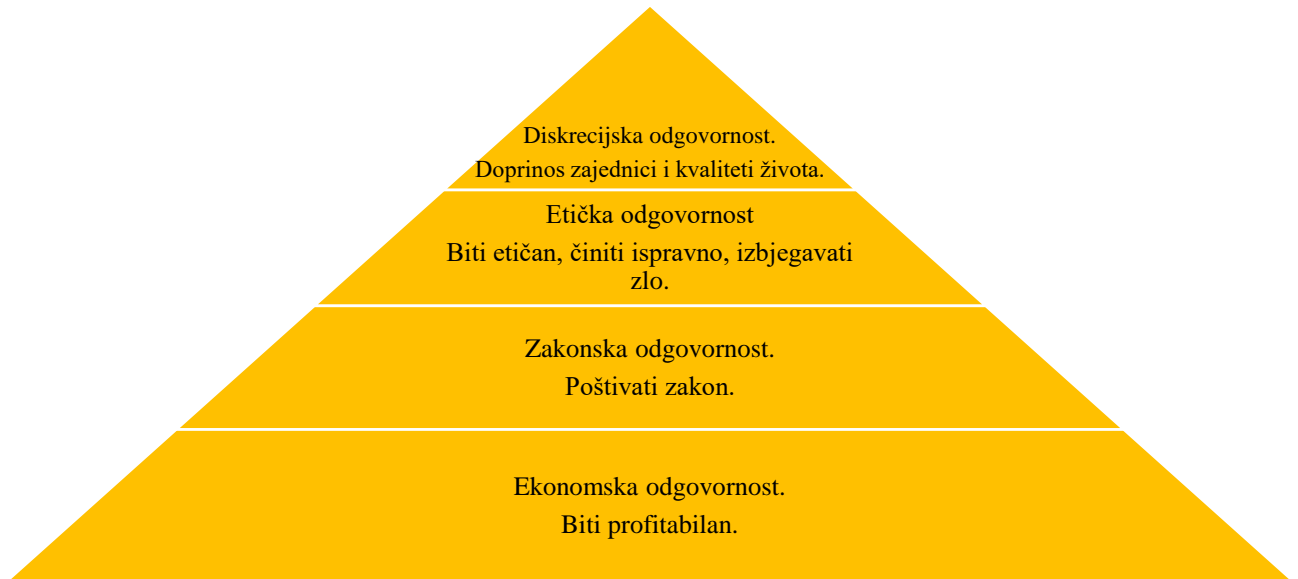 Diskrecijska odgovornost.
Doprinos zajednici i kvaliteti života.
Etička odgovornost
Biti etičan, činiti ispravno, izbjegavati
zlo.
Zakonska odgovornost.
Poštivati zakon.
Ekonomska odgovornost.
Biti profitabilan.